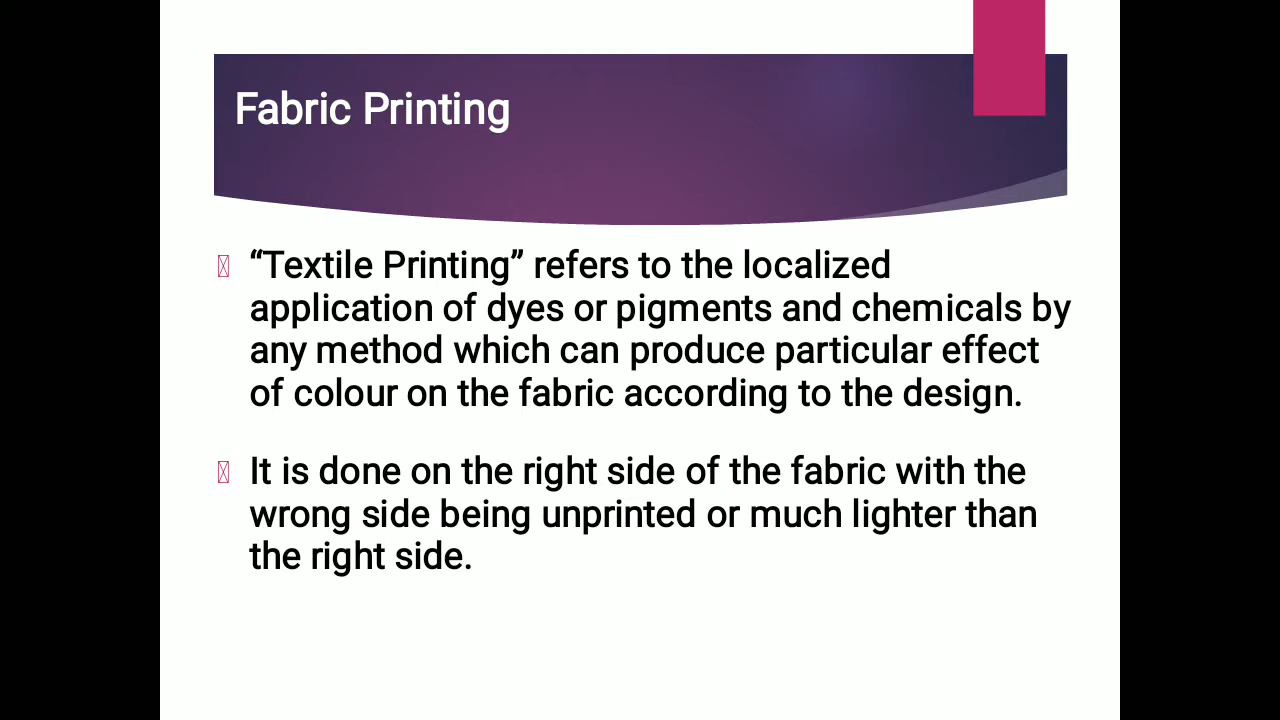 Fabric Printing
“Textile Printing” refers to the localized
application of dyes or pigments and chemicals by
any method which can produce particular effect
of colour on the fabric according to the design.
It is done on the right side of the fabric with the
wrong side being unprinted or much lighter than
the right side.